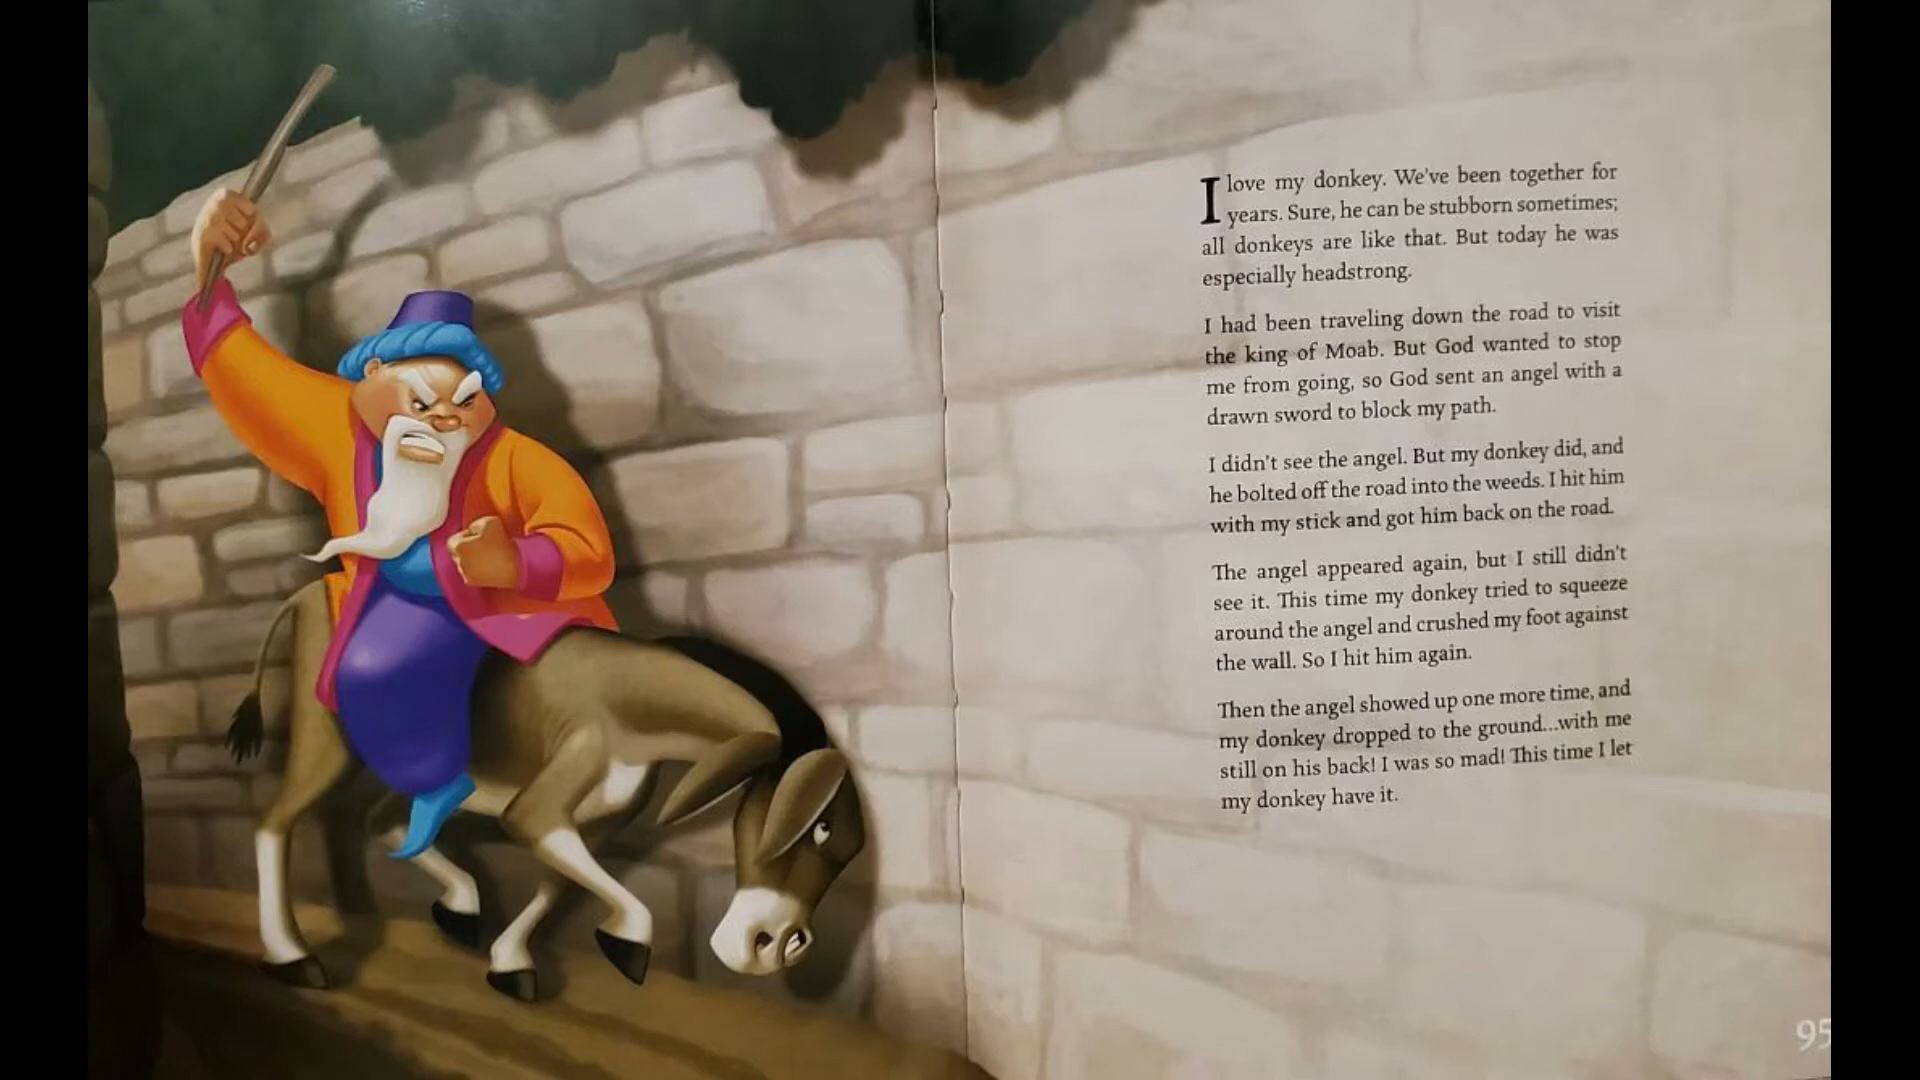 I love my donkey. We've been together for
years. Sure, he can be stubborn sometimes;
all donkeys are like that. But today he was
especially headstrong.
I had been traveling down the road to visit
the king of Moab. But God wanted to stop
me from going, so God sent an angel with a
drawn sword to block my path.
I didn't see the angel. But my donkey did, and
he bolted off the road into the weeds. I hit him
with my stick and got him back on the road.
The angel appeared again, but I still didn't
see it. This time my donkey tried to squeeze
around the angel and crushed my foot against
the wall. So I hit him again.
Then the angel showed up one more time, and
my donkey dropped to the ground...with me
still on his back! I was so mad! This time I let
my donkey have it.
95